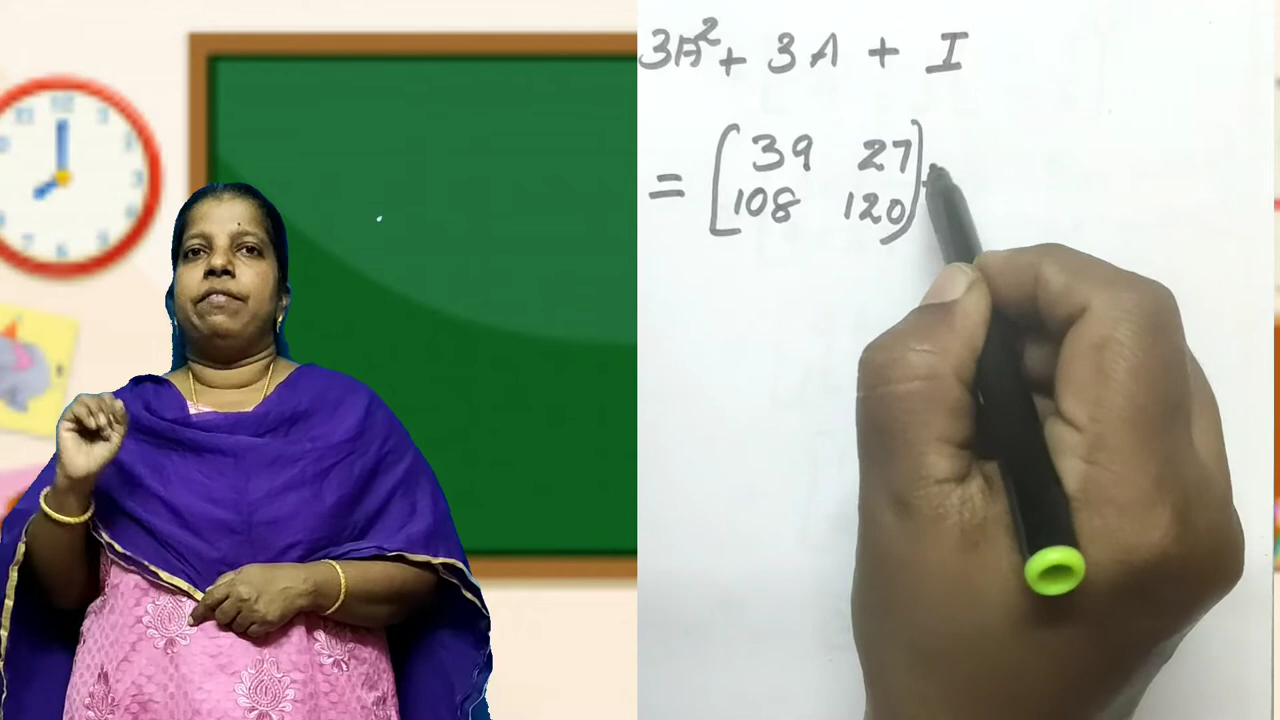 3A² + 3A + I
= [ 39 27
108 120 ] +